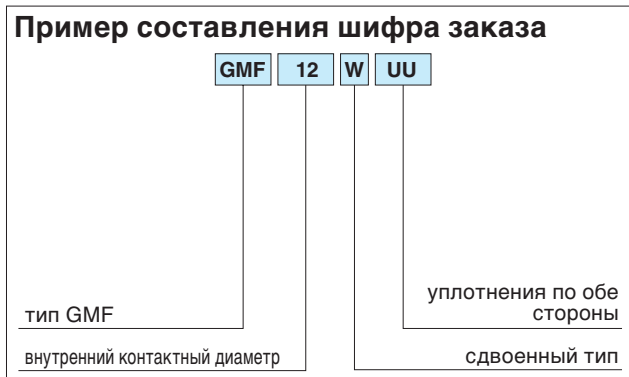 Пример составления шифра заказа
GMF 12 W UU
уплотнения по обе
стороны
тип GMF
внутренний контактный диаметр
сдвоенный тип